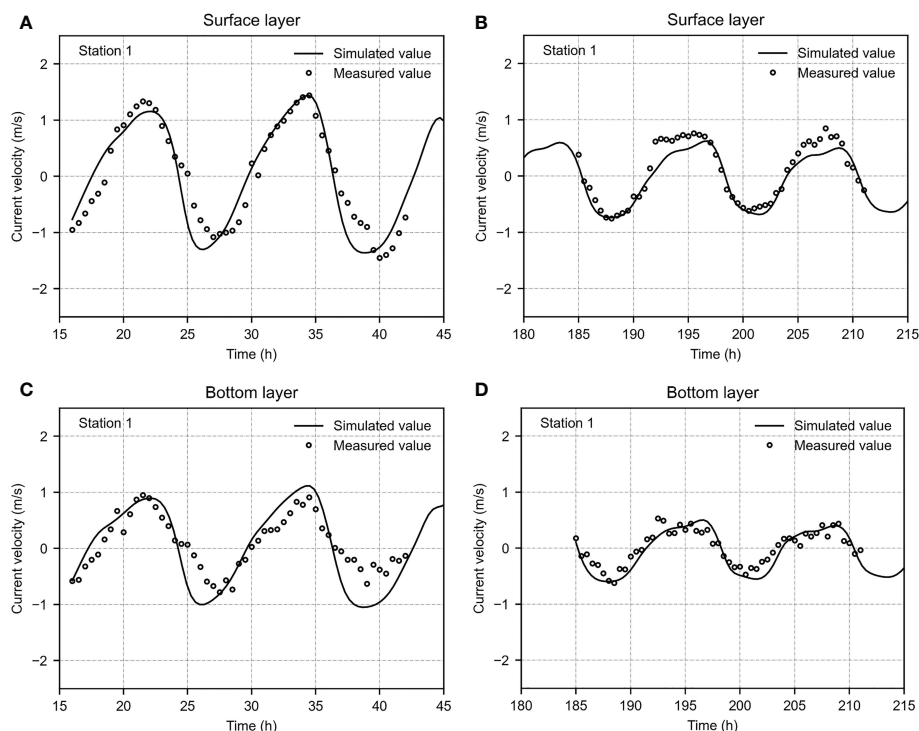 A
Surface layer
Station 1
Simulated value
Measured value
Current velocity (m/s)
2
1
0
−1
−2
15 20 25 30 35 40 45
Time (h)
B
Surface layer
Station 1
Simulated value
Measured value
Current velocity (m/s)
2
1
0
−1
−2
180 185 190 195 200 205 210 215
Time (h)
C
Bottom layer
Station 1
Simulated value
Measured value
Current velocity (m/s)
2
1
0
−1
−2
15 20 25 30 35 40 45
Time (h)
D
Bottom layer
Station 1
Simulated value
Measured value
Current velocity (m/s)
2
1
0
−1
−2
180 185 190 195 200 205 210 215
Time (h)